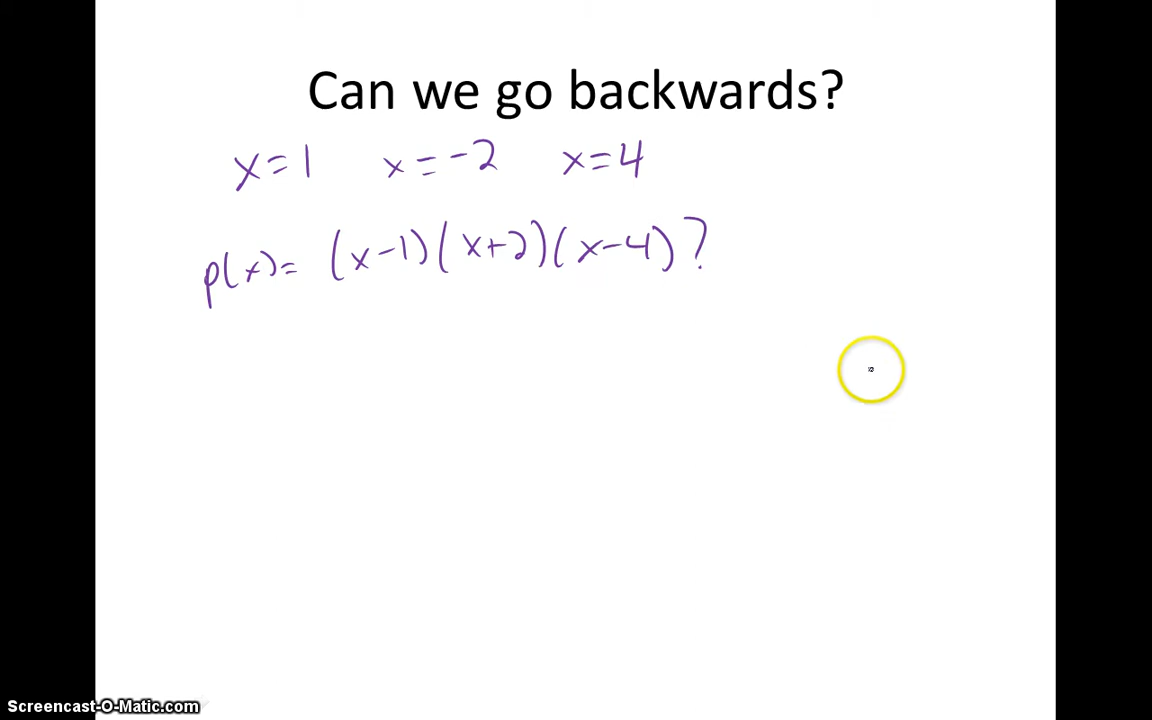 Can we go backwards?
x=1 x=-2 x=4
p(x)= (x-1)(x+2)(x-4)?
Screencast-O-Matic.com